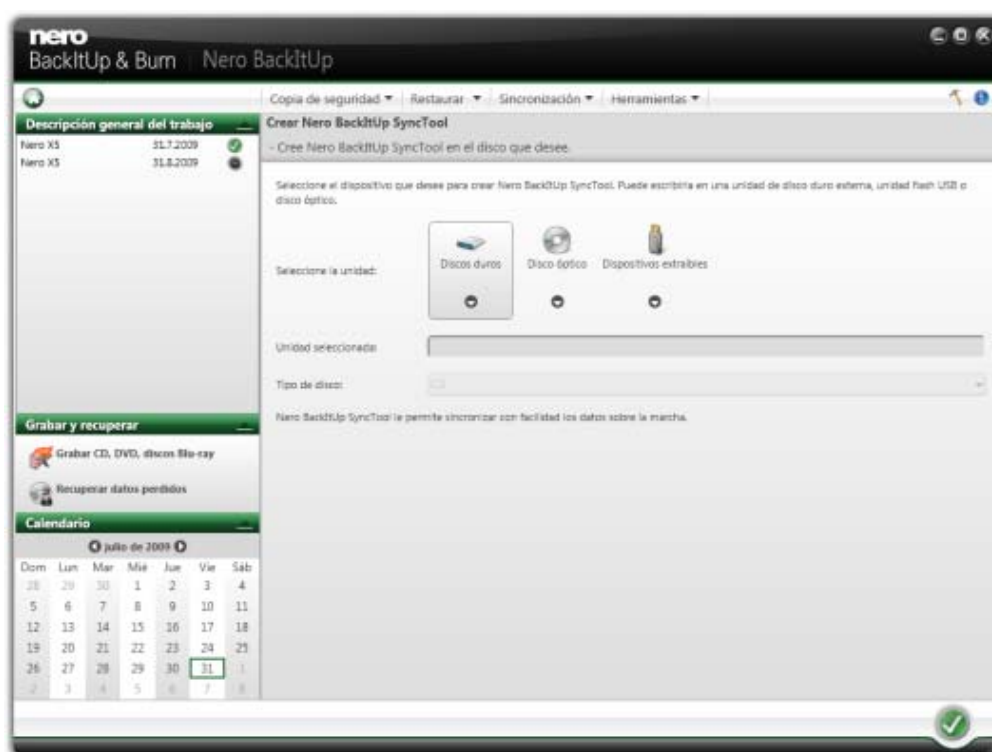 nero
BackItUp & Burn | Nero BackItUp
Copia de seguridad Restaurar Sincronización Herramientas
Descripción general del trabajo
Nero XS 31.7.2009
Nero XS 31.8.2009
Crear Nero BackItUp SyncTool
- Cree Nero BackItUp SyncTool en el disco que desee.
Seleccione el dispositivo que desee para crear Nero BackItUp SyncTool. Puede escribirla en una unidad de disco duro externa, unidad flash USB o
disco óptico.
Seleccione la unidad:
Discos duros Disco óptico Dispositivos extraíbles
Unidad seleccionada:
Tipo de disco:
CD
Nero BackItUp SyncTool le permite sincronizar con facilidad los datos sobre la marcha.
Grabar y recuperar
Grabar CD, DVD, discos Blu-ray
Recuperar datos perdidos
Calendario
julio de 2009
Dom Lun Mar Mié Jue Vie Sáb
28 29 30 1 2 3 4
5 6 7 8 9 10 11
12 13 14 15 16 17 18
19 20 21 22 23 24 25
26 27 28 29 30 31 1
2 3 4 5 6 7 8